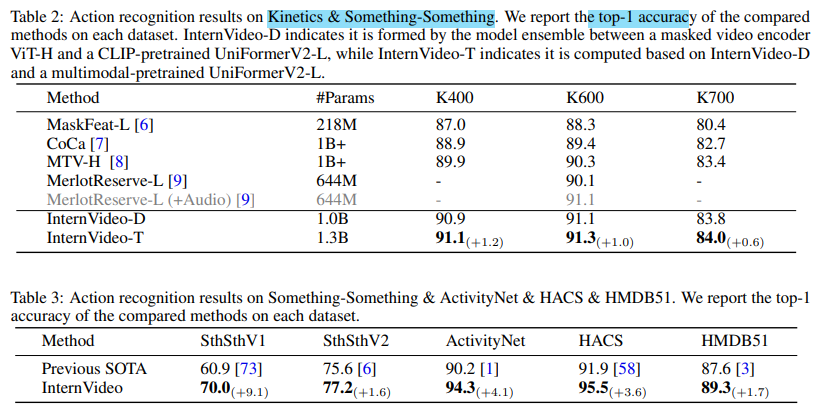 Table 2: Action recognition results on Kinetics & Something-Something. We report the top-1 accuracy of the compared
methods on each dataset. InternVideo-D indicates it is formed by the model ensemble between a masked video encoder
ViT-H and a CLIP-pretrained UniFormerV2-L, while InternVideo-T indicates it is computed based on InternVideo-D
and a multimodal-pretrained UniFormerV2-L.
Method #Params K400 K600 K700
MaskFeat-L [6] 218M 87.0 88.3 80.4
CoCa [7] 1B+ 88.9 89.4 82.7
MTV-H [8] 1B+ 89.9 90.3 83.4
MerlotReserve-L [9] 644M - 90.1 -
MerlotReserve-L (+Audio) [9] 644M - 91.1 -
InternVideo-D 1.0B 90.9 91.1 83.8
InternVideo-T 1.3B 91.1(+1.2) 91.3(+1.0) 84.0(+0.6)
Table 3: Action recognition results on Something-Something & ActivityNet & HACS & HMDB51. We report the top-1
accuracy of the compared methods on each dataset.
Method SthSthV1 SthSthV2 ActivityNet HACS HMDB51
Previous SOTA 60.9 [73] 75.6 [6] 90.2 [1] 91.9 [58] 87.6 [3]
InternVideo 70.0(+9.1) 77.2(+1.6) 94.3(+4.1) 95.5(+3.6) 89.3(+1.7)